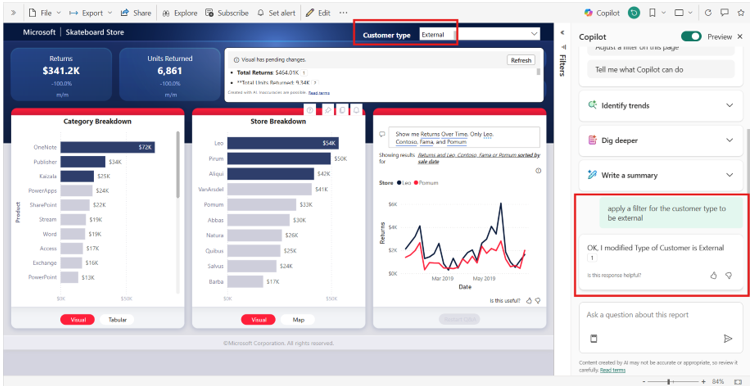 File
Export
Share
Explore
Subscribe
Set alert
Edit
Copilot
Microsoft | Skateboard Store
Customer type
External
Returns
$341.2K
-100.0%
m/m
Units Returned
6,861
-100.0%
m/m
Visual has pending changes.
Refresh
• Total Returns: $464.01K 1
• **Total Units Returned: 9.34K 2
Created with AI. Inaccuracies are possible. Read terms
Category Breakdown
Product
OneNote $72K
Publisher $34K
Kaizala $25K
PowerApps $24K
SharePoint $22K
Stream $19K
Word $19K
Access $17K
Exchange $16K
PowerPoint $13K
$0K $50K
Visual
Tabular
Store Breakdown
Leo $54K
Pirum $50K
Aliqui $42K
VanArsdel $41K
Pomum $33K
Abbas $30K
Natura $26K
Quibus $25K
Salvus $24K
Barba $17K
$0K $50K
Visual
Map
Show me Returns Over Time. Only Leo.
Contoso, Fama, and Pomum
Showing results for Returns and Leo, Contoso, Fama or Pomum sorted by
sale date
Store Leo Pomum
Returns
$6K
$4K
$2K
$0K
Mar 2019 May 2019
Date
Is this useful?
©Microsoft Corporation. All rights reserved.
Filters
Copilot
Preview
Adjust a filter on this page
Tell me what Copilot can do
Identify trends
Dig deeper
Write a summary
apply a filter for the customer type to
be external
OK, I modified Type of Customer is External
1
Is this response helpful?
Ask a question about this report
Content created by AI may not be accurate or appropriate, so review it
carefully. Read terms
84%